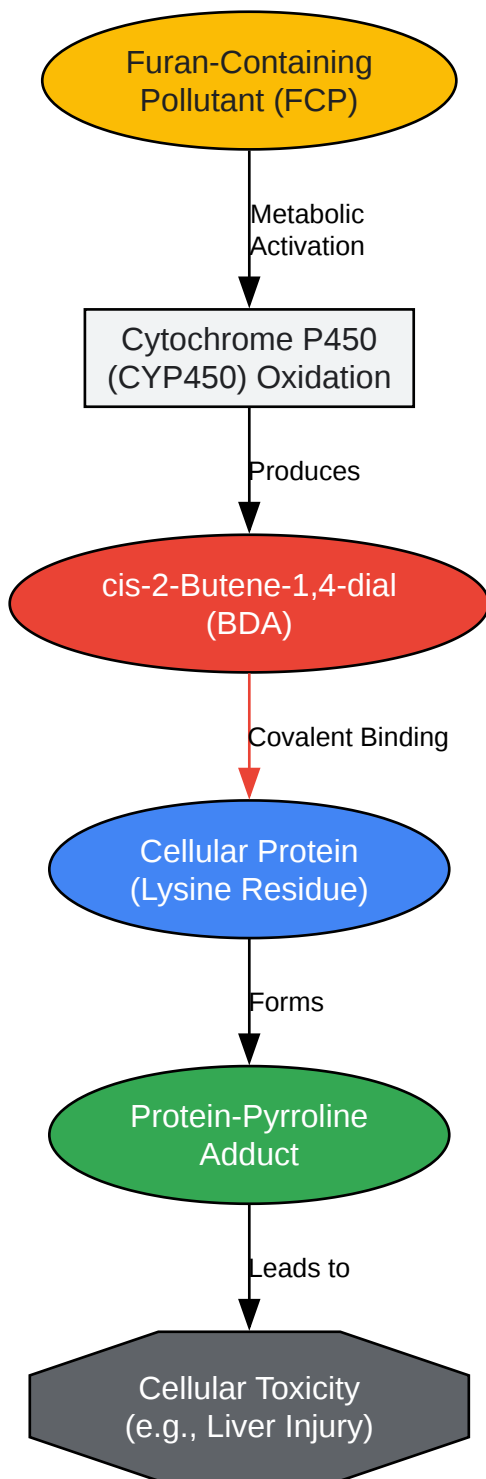 Furan-Containing
Pollutant (FCP)
Metabolic
Activation
Cytochrome P450
(CYP450) Oxidation
Produces
cis-2-Butene-1,4-dial
(BDA)
Covalent Binding
Cellular Protein
(Lysine Residue)
Forms
Protein-Pyrroline
Adduct
Leads to
Cellular Toxicity
(e.g., Liver Injury)